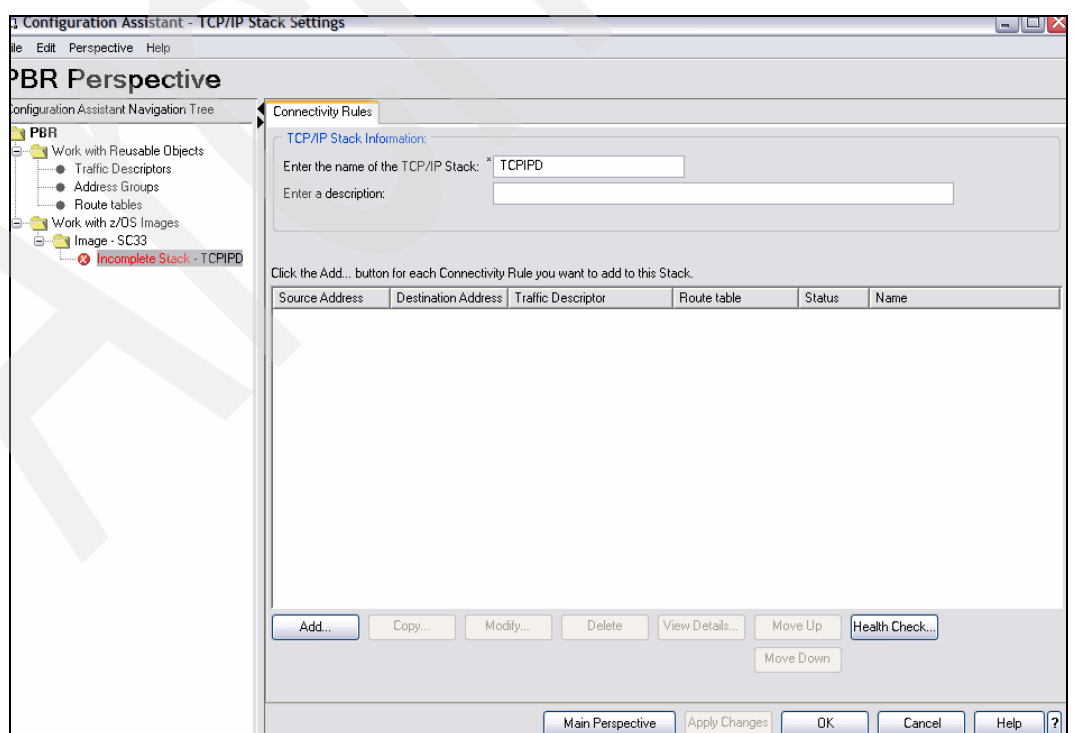 Configuration Assistant - TCP/IP Stack Settings
ile Edit Perspective Help
PBR Perspective
Configuration Assistant Navigation Tree
PBR
Work with Reusable Objects
Traffic Descriptors
Address Groups
Route tables
Work with z/OS Images
Image - SC33
Incomplete Stack - TCPIPD
Connectivity Rules
TCP/IP Stack Information:
Enter the name of the TCP/IP Stack: * TCPIPD
Enter a description:
Click the Add... button for each Connectivity Rule you want to add to this Stack.
Source Address Destination Address Traffic Descriptor Route table Status Name
Add... Copy... Modify... Delete View Details... Move Up Health Check...
Move Down
Main Perspective Apply Changes OK Cancel Help ?